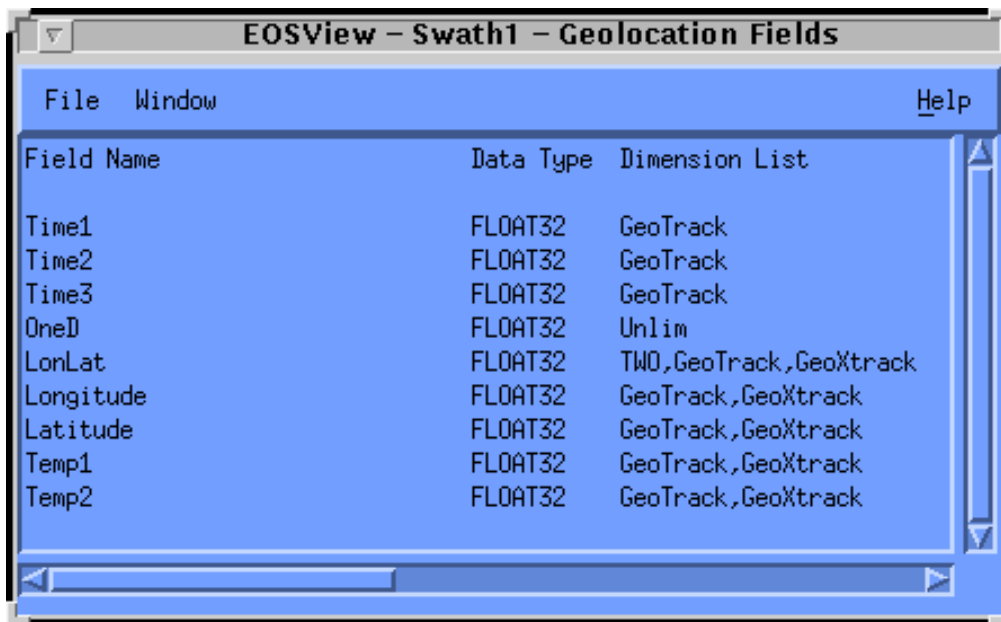 EOSView – Swath1 – Geolocation Fields
File Window Help
Field Name Data Type Dimension List
Time1 FLOAT32 GeoTrack
Time2 FLOAT32 GeoTrack
Time3 FLOAT32 GeoTrack
OneD FLOAT32 Unlim
LonLat FLOAT32 TWO,GeoTrack,GeoXtrack
Longitude FLOAT32 GeoTrack,GeoXtrack
Latitude FLOAT32 GeoTrack,GeoXtrack
Temp1 FLOAT32 GeoTrack,GeoXtrack
Temp2 FLOAT32 GeoTrack,GeoXtrack